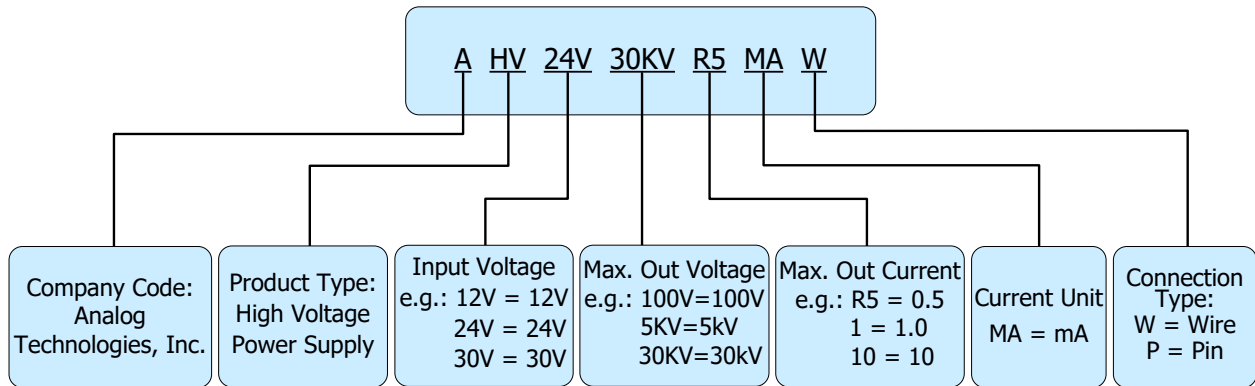 A HV 24V 30KV R5 MA W
Company Code:
Analog
Technologies, Inc.
Product Type:
High Voltage
Power Supply
Input Voltage
e.g.: 12V = 12V
24V = 24V
30V = 30V
Max. Out Voltage
e.g.: 100V=100V
5KV=5kV
30KV=30kV
Max. Out Current
e.g.: R5 = 0.5
1 = 1.0
10 = 10
Current Unit
MA = mA
Connection
Type:
W = Wire
P = Pin